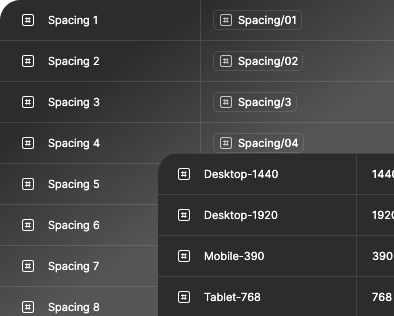 Spacing 1 Spacing/01
Spacing 2 Spacing/02
Spacing 3 Spacing/3
Spacing 4 Spacing/04
Spacing 5
Spacing 6
Spacing 7
Spacing 8
Desktop-1440 1440
Desktop-1920 1920
Mobile-390 390
Tablet-768 768